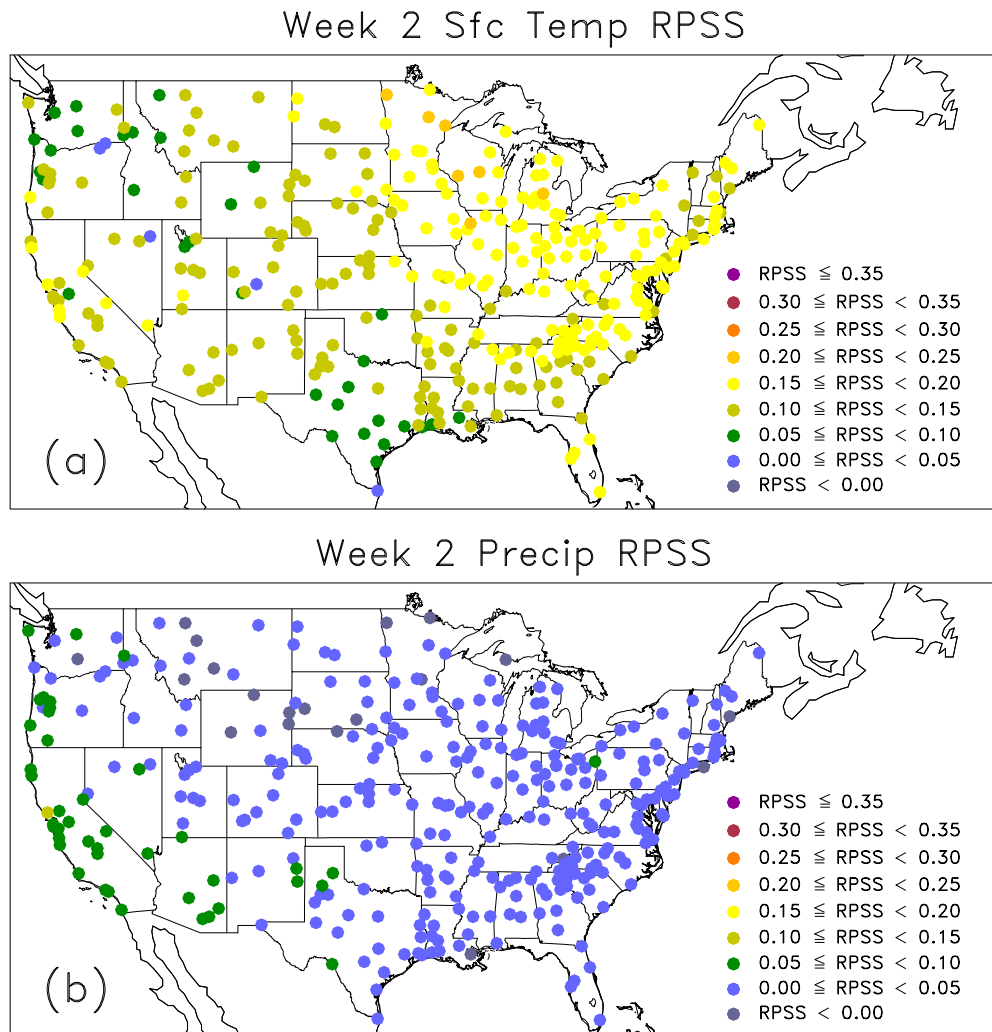 Week 2 Sfc Temp RPSS
RPSS ≦ 0.35
0.30 ≦ RPSS < 0.35
0.25 ≦ RPSS < 0.30
0.20 ≦ RPSS < 0.25
0.15 ≦ RPSS < 0.20
0.10 ≦ RPSS < 0.15
0.05 ≦ RPSS < 0.10
0.00 ≦ RPSS < 0.05
RPSS < 0.00
(a)
Week 2 Precip RPSS
RPSS ≦ 0.35
0.30 ≦ RPSS < 0.35
0.25 ≦ RPSS < 0.30
0.20 ≦ RPSS < 0.25
0.15 ≦ RPSS < 0.20
0.10 ≦ RPSS < 0.15
0.05 ≦ RPSS < 0.10
0.00 ≦ RPSS < 0.05
RPSS < 0.00
(b)